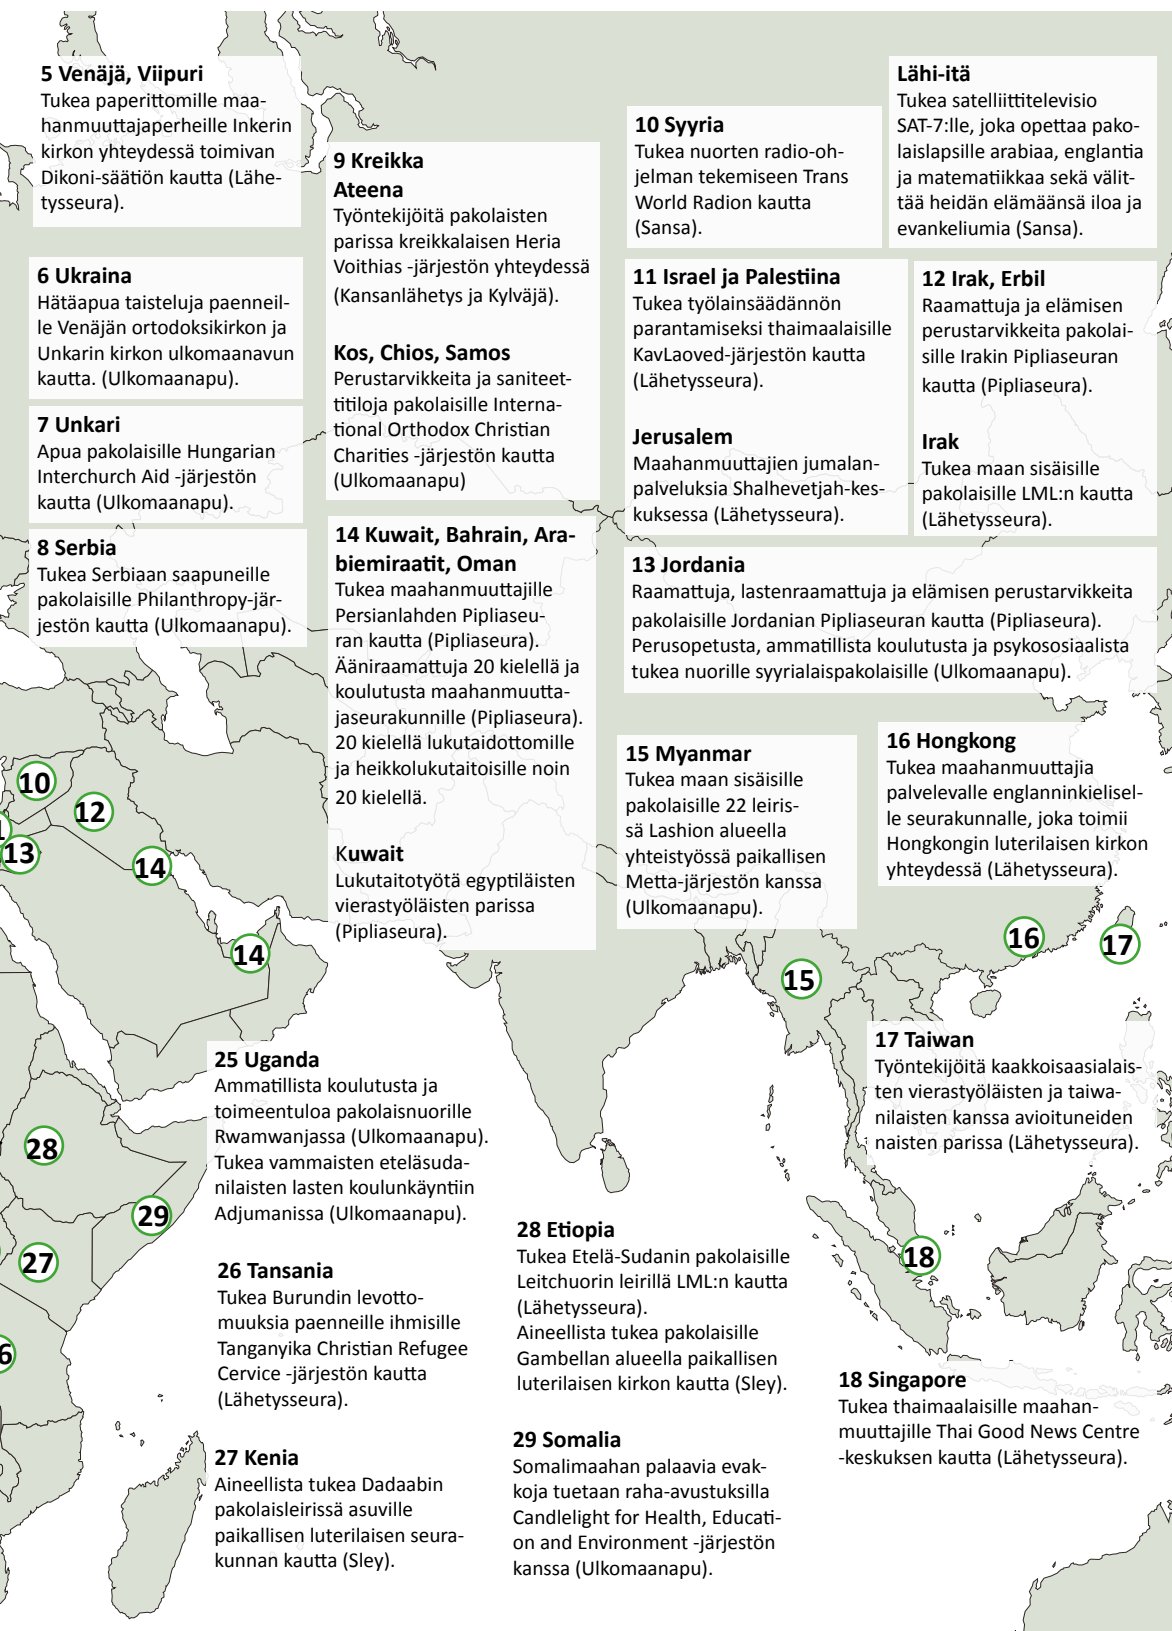 5 Venäjä, Viipuri
Tukea paperittomille maa-
hanmuuttajaperheille Inkerin
kirkon yhteydessä toimivan
Dikoni-säätiön kautta (Lähe-
tysseura).
6 Ukraina
Hätäapua taisteluja paenneil-
le Venäjän ortodoksikirkon ja
Unkarin kirkon ulkomaanavun
kautta. (Ulkomaanapu).
7 Unkari
Apua pakolaisille Hungarian
Interchurch Aid -järjestön
kautta (Ulkomaanapu).
8 Serbia
Tukea Serbiaan saapuneille
pakolaisille Philanthropy-jär-
jestön kautta (Ulkomaanapu).
9 Kreikka
Ateena
Työntekijöitä pakolaisten
parissa kreikkalaisen Heria
Voithias -järjestön yhteydessä
(Kansanlähetys ja Kylväjä).
Kos, Chios, Samos
Perustarvikkeita ja saniteet-
titiloja pakolaisille Interna-
tional Orthodox Christian
Charities -järjestön kautta
(Ulkomaanapu)
14 Kuwait, Bahrain, Ara-
biemiraatit, Oman
Tukea maahanmuuttajille
Persianlahden Pipliaseu-
ran kautta (Pipliaseura).
Ääniraamattuja 20 kielellä ja
koulutusta maahanmuutta-
jaseurakunnille (Pipliaseura).
20 kielellä lukutaidottomille
ja heikkolukutaitoisille noin
20 kielellä.
Kuwait
Lukutaitotyötä egyptiläisten
vierastyöläisten parissa
(Pipliaseura).
10 Syyria
Tukea nuorten radio-oh-
jelman tekemiseen Trans
World Radion kautta
(Sansa).
Lähi-itä
Tukea satelliittitelevisio
SAT-7:lle, joka opettaa pako-
laislapsille arabiaa, englantia
ja matematiikkaa sekä välit-
tää heidän elämäänsä iloa ja
evankeliumia (Sansa).
11 Israel ja Palestiina
Tukea työlainsäädännön
parantamiseksi thaimaalaisille
KavLaoved-järjestön kautta
(Lähetysseura).
Jerusalem
Maahanmuuttajien jumalan-
palveluksia Shalhevetjah-kes-
kuksessa (Lähetysseura).
12 Irak, Erbil
Raamattuja ja elämisen
perustarvikkeita pakolai-
sille Irakin Pipliaseuran
kautta (Pipliaseura).
Irak
Tukea maan sisäisille
pakolaisille LML:n kautta
(Lähetysseura).
13 Jordania
Raamattuja, lastenraamattuja ja elämisen perustarvikkeita
pakolaisille Jordanian Pipliaseuran kautta (Pipliaseura).
Perusopetusta, ammatillista koulutusta ja psykososiaalista
tukea nuorille syyrialaispakolaisille (Ulkomaanapu).
15 Myanmar
Tukea maan sisäisille
pakolaisille 22 leiris-
sä Lashion alueella
yhteistyössä paikallisen
Metta-järjestön kanssa
(Ulkomaanapu).
16 Hongkong
Tukea maahanmuuttajia
palvelevalle englanninkielisel-
le seurakunnalle, joka toimii
Hongkongin luterilaisen kirkon
yhteydessä (Lähetysseura).
10
12
1
13
14
14
16
17
15
28
29
27
6
18
17 Taiwan
Työntekijöitä kaakkoisaasialais-
ten vierastyöläisten ja taiwa-
nilaisten kanssa avioituneiden
naisten parissa (Lähetysseura).
25 Uganda
Ammatillista koulutusta ja
toimeentuloa pakolaisnuorille
Rwamwanjassa (Ulkomaanapu).
Tukea vammaisten eteläsuda-
nilaisten lasten koulunkäyntiin
Adjumanissa (Ulkomaanapu).
26 Tansania
Tukea Burundin levotto-
muuksia paenneille ihmisille
Tanganyika Christian Refugee
Cervice -järjestön kautta
(Lähetysseura).
27 Kenia
Aineellista tukea Dadaabin
pakolaisleirissä asuville
paikallisen luterilaisen seura-
kunnan kautta (Sley).
28 Etiopia
Tukea Etelä-Sudanin pakolaisille
Leitchuorin leirillä LML:n kautta
(Lähetysseura).
Aineellista tukea pakolaisille
Gambellan alueella paikallisen
luterilaisen kirkon kautta (Sley).
29 Somalia
Somalimaahan palaavia evak-
koja tuetaan raha-avustuksilla
Candlelight for Health, Educati-
on and Environment -järjestön
kanssa (Ulkomaanapu).
18 Singapore
Tukea thaimaalaisille maahan-
muuttajille Thai Good News Centre
-keskuksen kautta (Lähetysseura).